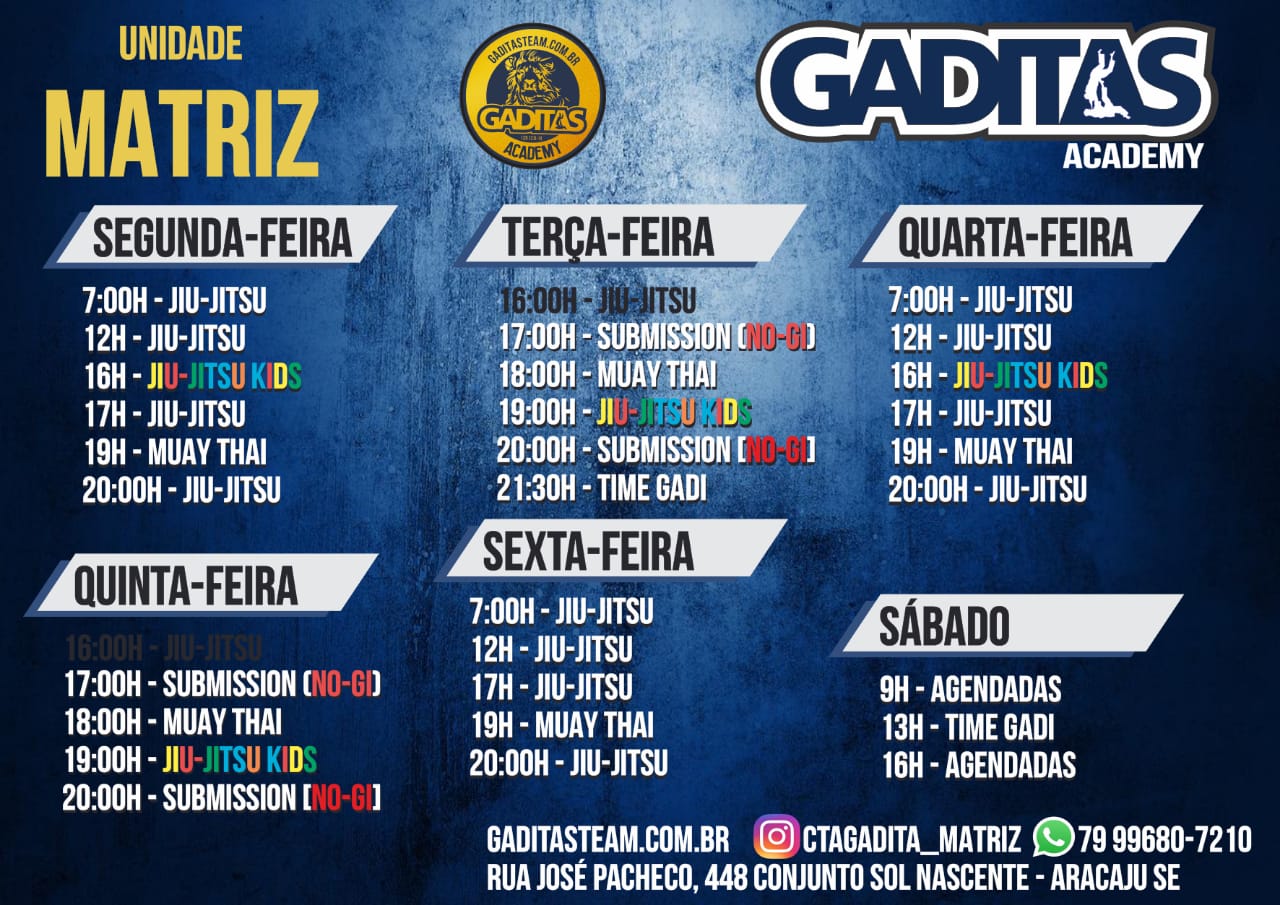 UNIDADE
MATRIZ
GADITASTEAM.COM.BR
GADITAS
ACADEMY
GADITAS
ACADEMY
SEGUNDA-FEIRA
7:00H - JIU-JITSU
12H - JIU-JITSU
16H - JIU-JITSU KIDS
17H - JIU-JITSU
19H - MUAY THAI
20:00H - JIU-JITSU
TERÇA-FEIRA
16:00H - JIU-JITSU
17:00H - SUBMISSION (NO-GI)
18:00H - MUAY THAI
19:00H - JIU-JITSU KIDS
20:00H - SUBMISSION [NO-GI]
21:30H - TIME GADI
QUARTA-FEIRA
7:00H - JIU-JITSU
12H - JIU-JITSU
16H - JIU-JITSU KIDS
17H - JIU-JITSU
19H - MUAY THAI
20:00H - JIU-JITSU
QUINTA-FEIRA
16:00H - JIU-JITSU
17:00H - SUBMISSION (NO-GI)
18:00H - MUAY THAI
19:00H - JIU-JITSU KIDS
20:00H - SUBMISSION [NO-GI]
SEXTA-FEIRA
7:00H - JIU-JITSU
12H - JIU-JITSU
17H - JIU-JITSU
19H - MUAY THAI
20:00H - JIU-JITSU
SÁBADO
9H - AGENDADAS
13H - TIME GADI
16H - AGENDADAS
GADITASTEAM.COM.BR CTAGADITA_MATRIZ 79 99680-7210
RUA JOSÉ PACHECO, 448 CONJUNTO SOL NASCENTE - ARACAJU SE